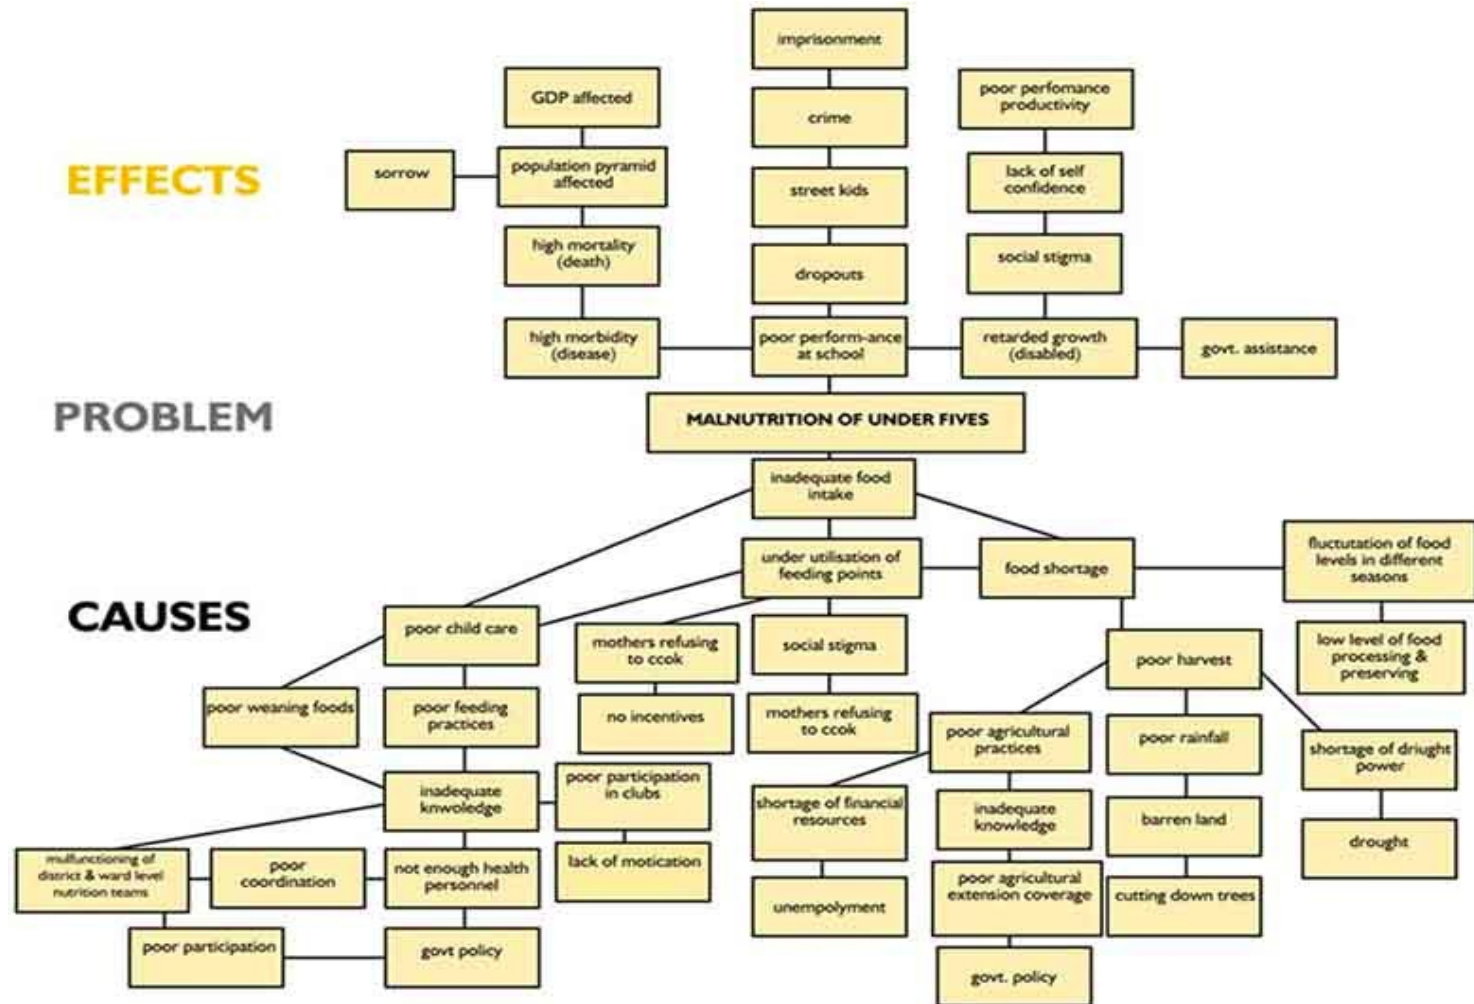 imprisonment
GDP affected
crime
poor perfomance
productivity
EFFECTS
sorrow
population pyramid
affected
street kids
lack of self
confidence
high mortality
(death)
dropouts
social stigma
high morbidity
(disease)
poor perform-ance
at school
retarded growth
(disabled)
govt. assistance
PROBLEM
MALNUTRITION OF UNDER FIVES
inadequate food
intake
under utilisation of
feeding points
food shortage
fluctutation of food
levels in different
seasons
CAUSES
poor child care
mothers refusing
to ccok
social stigma
poor harvest
low level of food
processing &
preserving
poor weaning foods
poor feeding
practices
no incentives
mothers refusing
to ccok
poor agricultural
practices
poor rainfall
shortage of driught
power
inadequate
knwoledge
poor participation
in clubs
shortage of financial
resources
inadequate
knowledge
barren land
drought
mulfunctioning of
district & ward level
nutrition teams
poor
coordination
not enough health
personnel
lack of motication
unempolyment
poor agricultural
extension coverage
cutting down trees
poor participation
govt policy
govt. policy